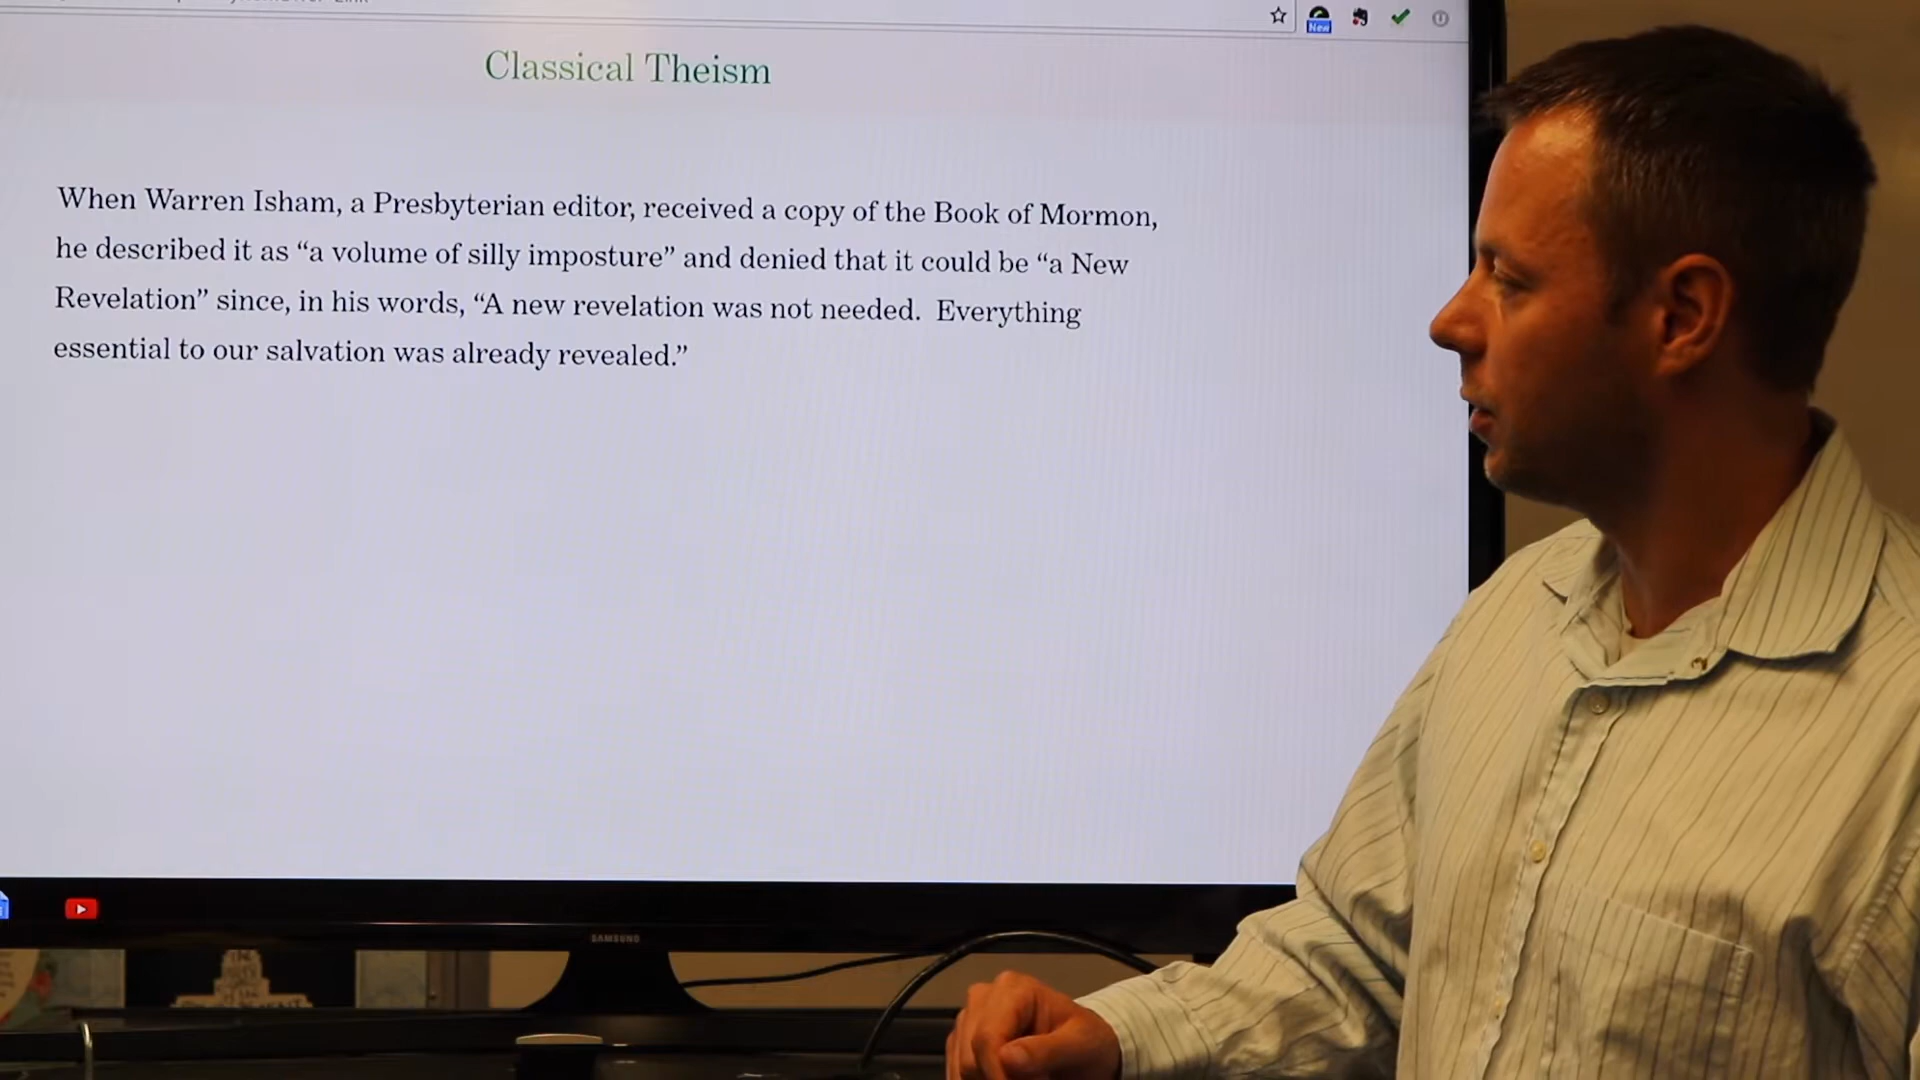 New
Classical Theism
When Warren Isham, a Presbyterian editor, received a copy of the Book of Mormon,
he described it as “a volume of silly imposture” and denied that it could be “a New
Revelation” since, in his words, “A new revelation was not needed.  Everything
essential to our salvation was already revealed.”
SAMSUNG